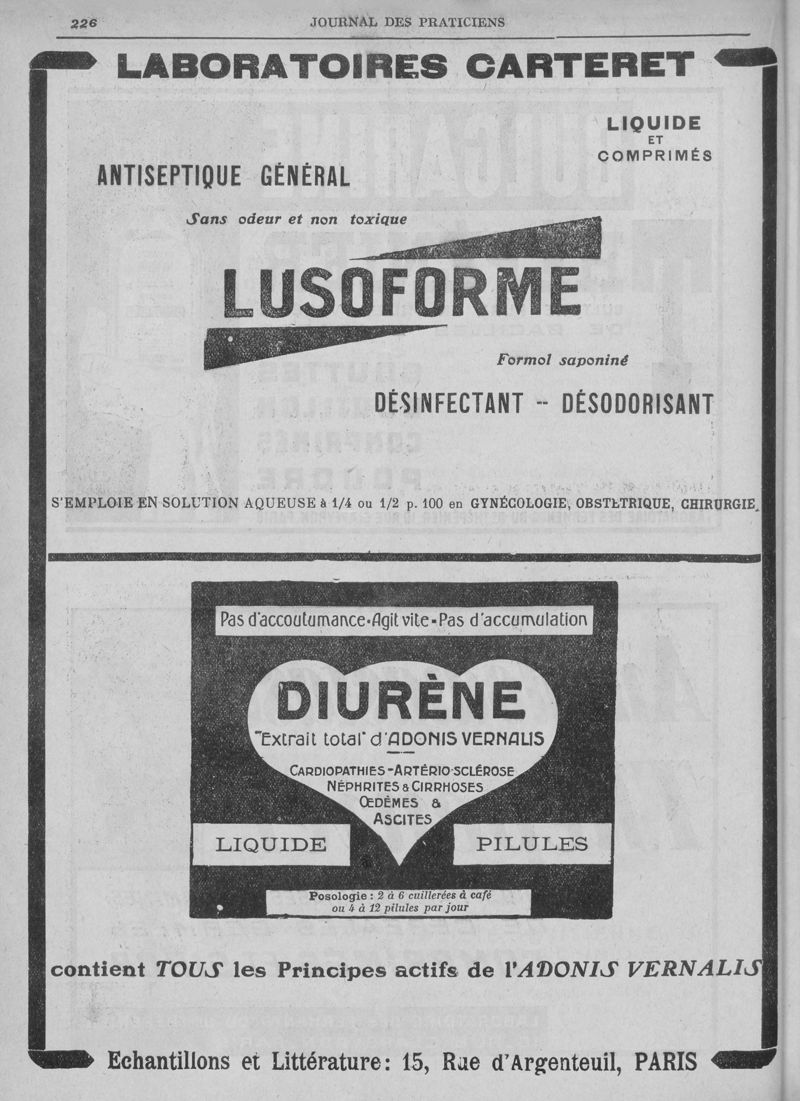 226
JOURNAL DES PRATICIENS
LABORATOIRES CARTERET
LIQUIDE
ET
COMPRIMÉS
ANTISEPTIQUE GÉNÉRAL
Sans odeur et non toxique
LUSOFORME
Formol saponiné
DÉSINFECTANT -- DÉSODORISANT
S'EMPLOIE EN SOLUTION AQUEUSE à 1/4 ou 1/2 p. 100 en GYNÉCOLOGIE, OBSTÉTRIQUE, CHIRURGIE.
Pas d'accoutumance-Agit vite-Pas d'accumulation
DIURÈNE
"Extrait total" d'ADONIS VERNALIS
CARDIOPATHIES-ARTÉRIO-SCLÉROSE
NÉPHRITES & CIRRHOSES
ŒDÈMES &
ASCITES
LIQUIDE
PILULES
Posologie : 2 à 6 cuillerées à café
ou 4 à 12 pilules par jour
contient TOUS les Principes actifs de l'ADONIS VERNALIS
Echantillons et Littérature: 15, Rue d'Argenteuil, PARIS